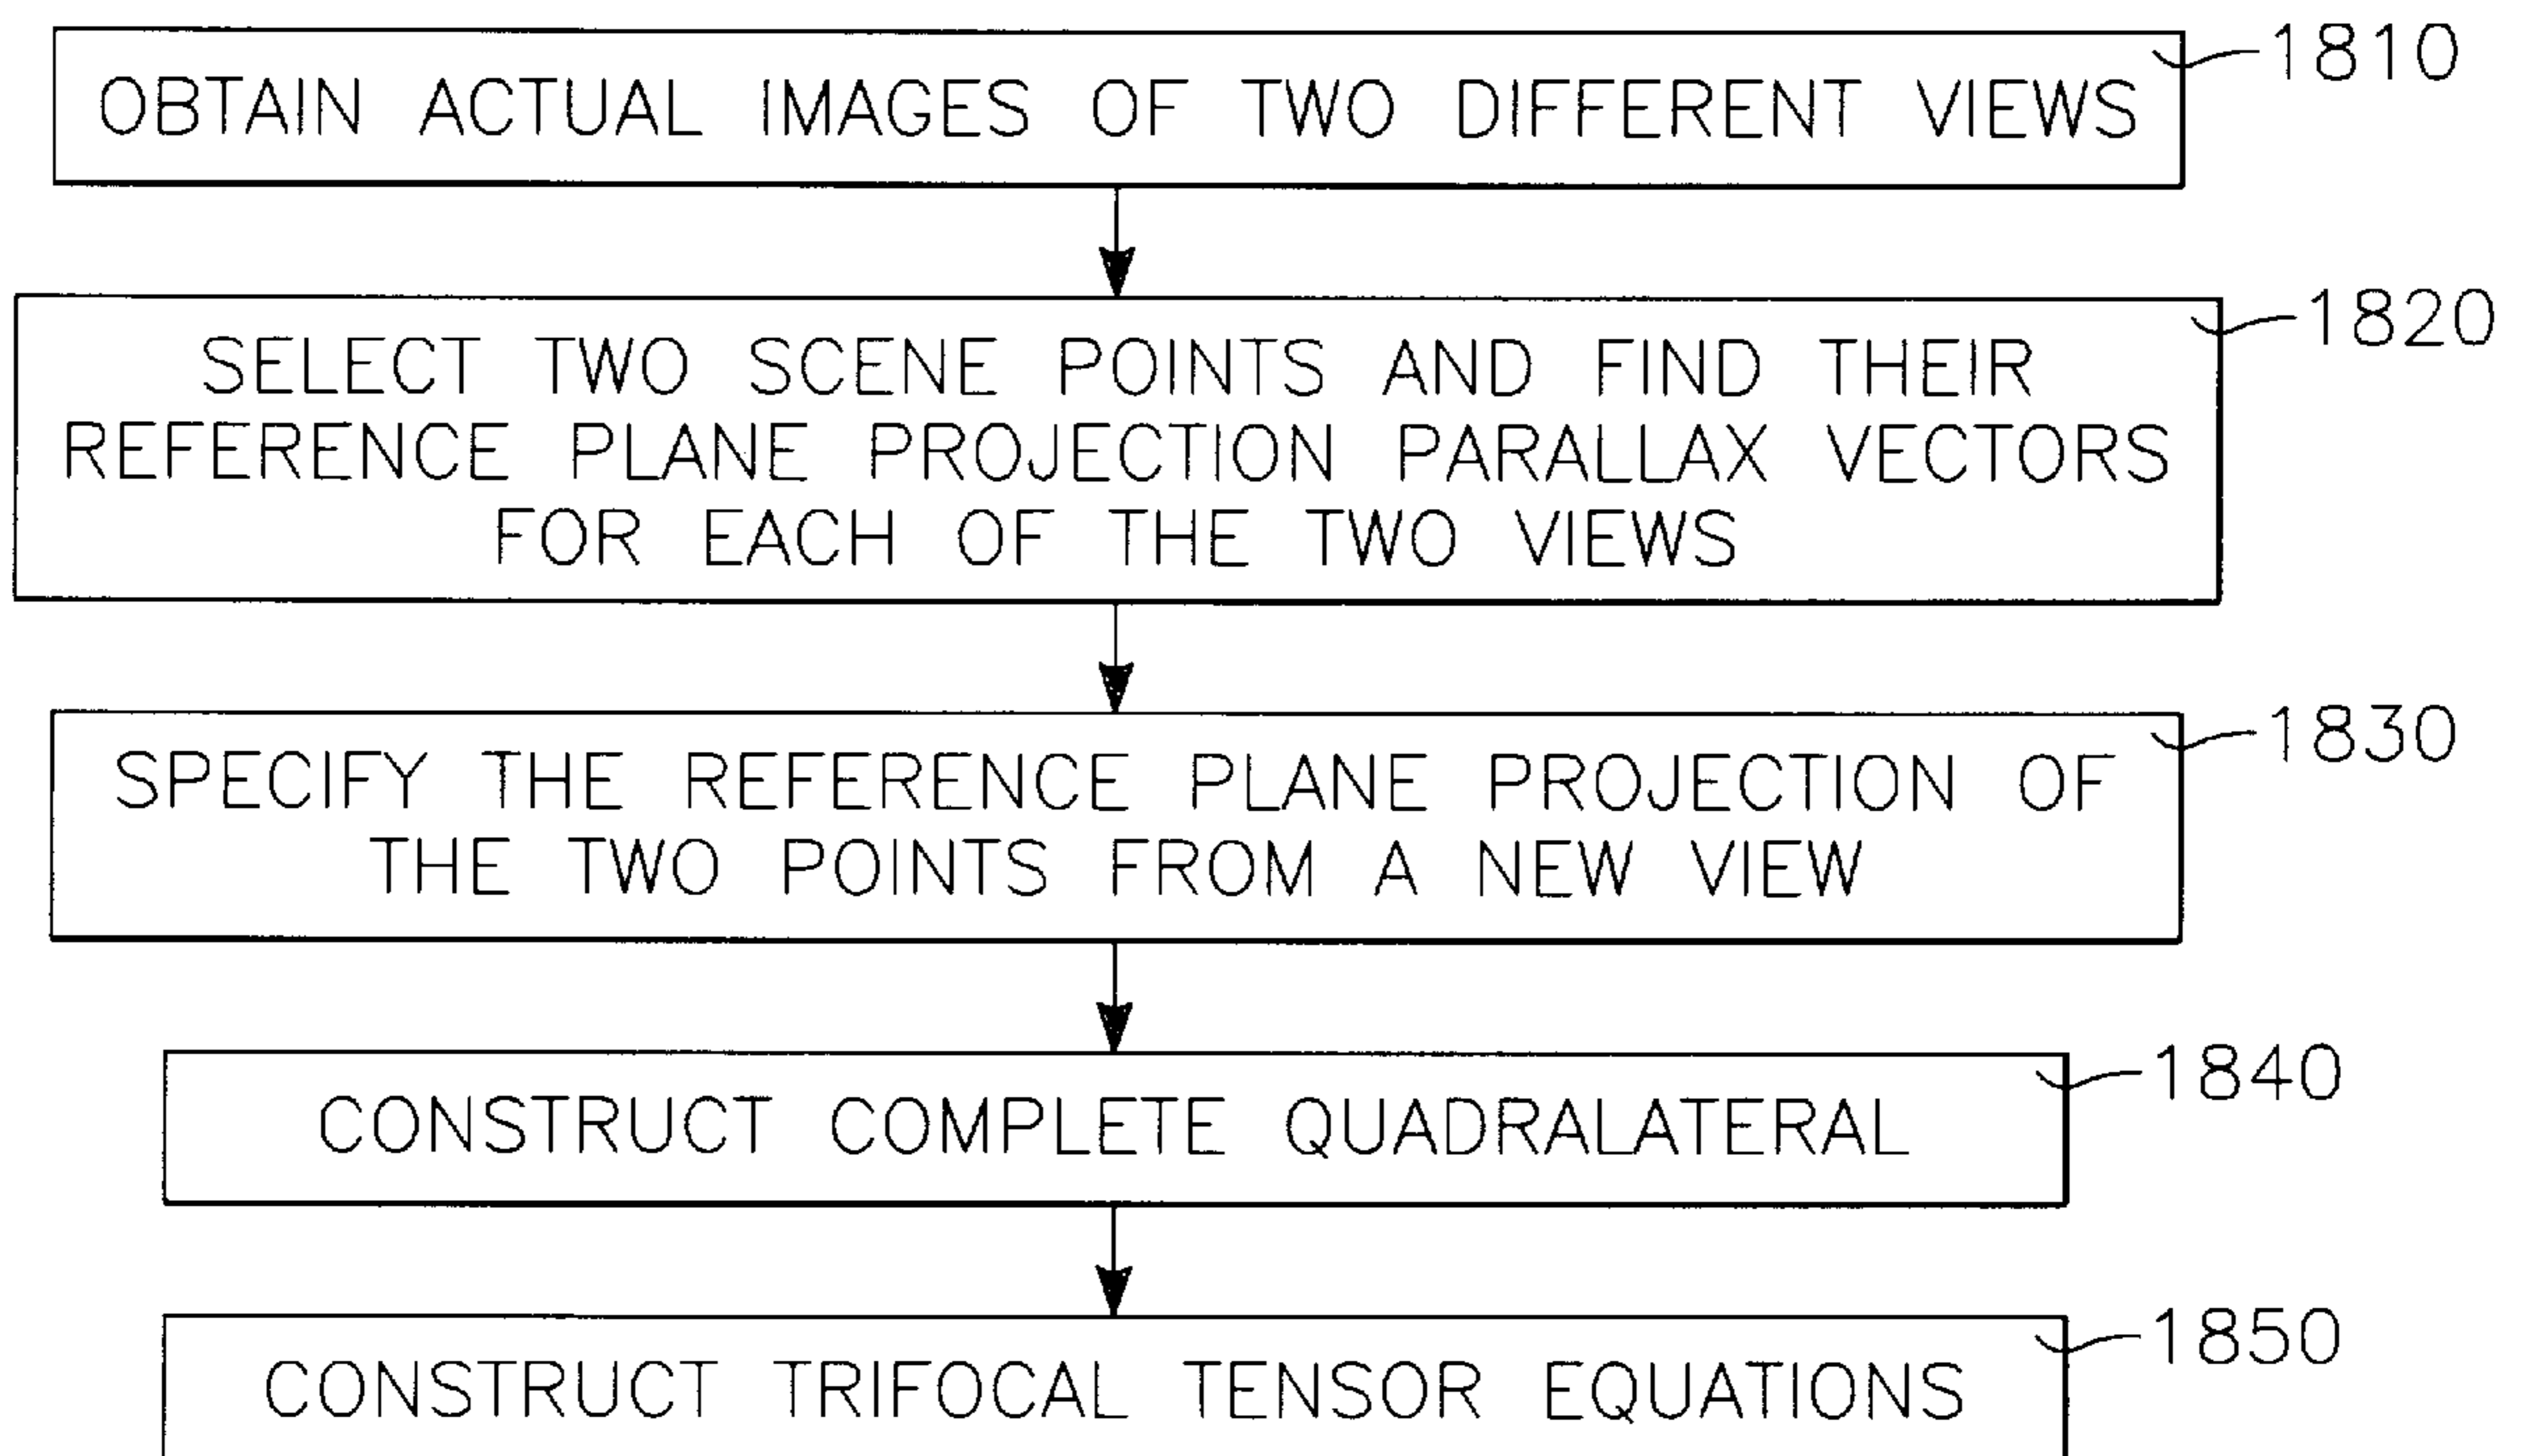 OBTAIN ACTUAL IMAGES OF TWO DIFFERENT VIEWS
1810
SELECT TWO SCENE POINTS AND FIND THEIR
REFERENCE PLANE PROJECTION PARALLAX VECTORS
FOR EACH OF THE TWO VIEWS
1820
SPECIFY THE REFERENCE PLANE PROJECTION OF
THE TWO POINTS FROM A NEW VIEW
1830
CONSTRUCT COMPLETE QUADRALATERAL
1840
CONSTRUCT TRIFOCAL TENSOR EQUATIONS
1850